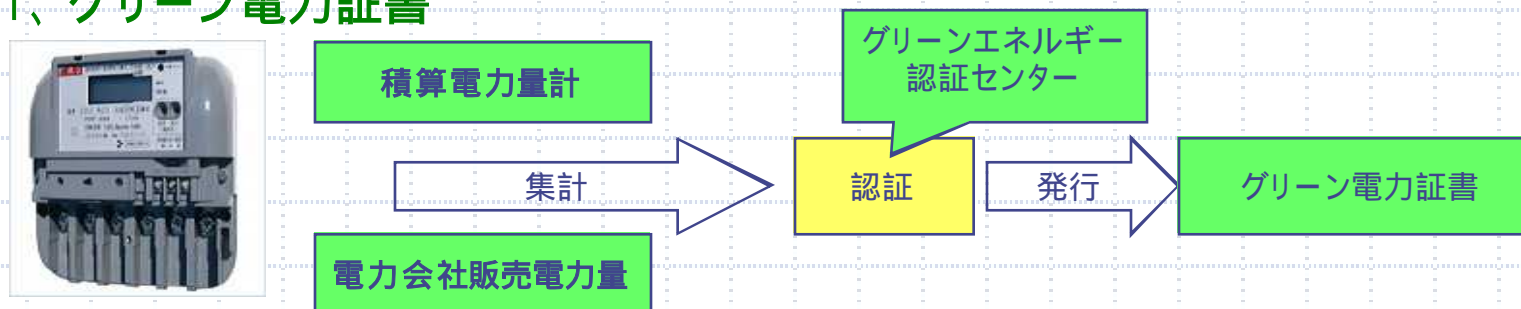 1、グリーン電力証書
積算電力量計
グリーンエネルギー
認証センター
集計
認証
発行
グリーン電力証書
電力会社販売電力量